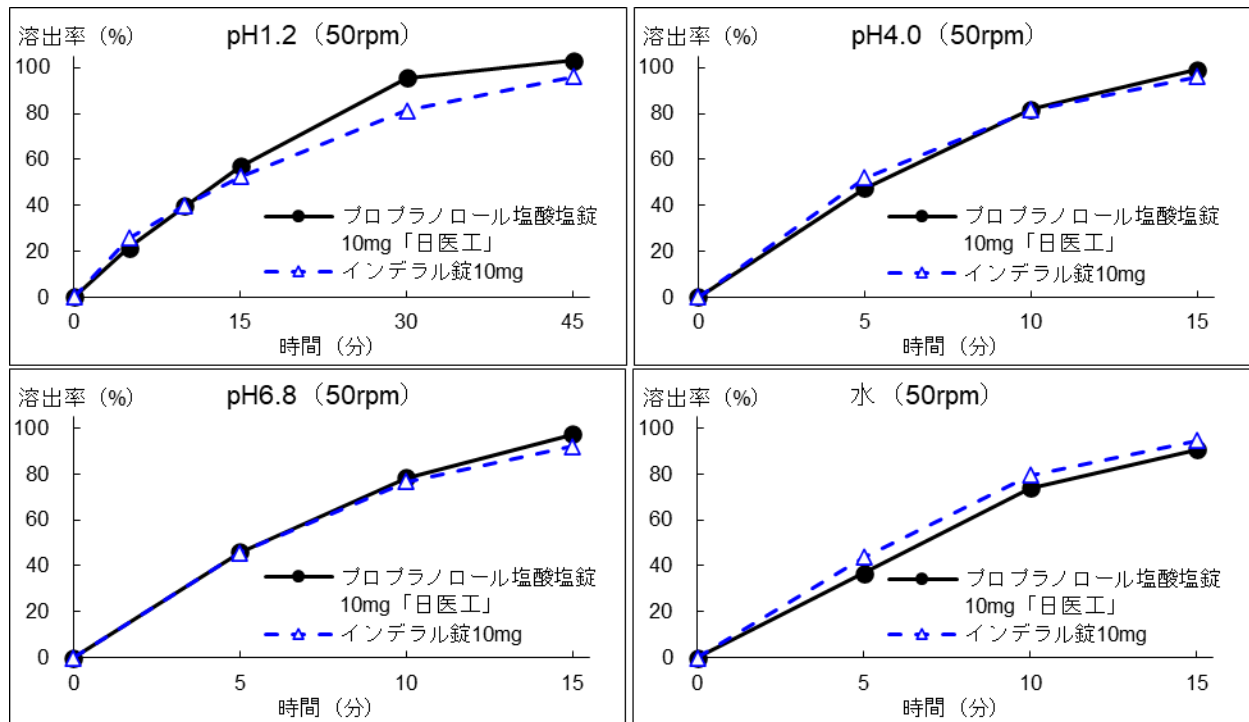 溶出率 (%)
pH1.2 (50rpm)
100
80
60
40
20
0
プロプラノロール塩酸塩錠
10mg「日医工」
インデラル錠10mg
0
15
30
45
時間 (分)
溶出率 (%)
pH4.0 (50rpm)
100
80
60
40
20
0
プロプラノロール塩酸塩錠
10mg「日医工」
インデラル錠10mg
0
5
10
15
時間 (分)
溶出率 (%)
pH6.8 (50rpm)
100
80
60
40
20
0
プロプラノロール塩酸塩錠
10mg「日医工」
インデラル錠10mg
0
5
10
15
時間 (分)
溶出率 (%)
水 (50rpm)
100
80
60
40
20
0
プロプラノロール塩酸塩錠
10mg「日医工」
インデラル錠10mg
0
5
10
15
時間 (分)